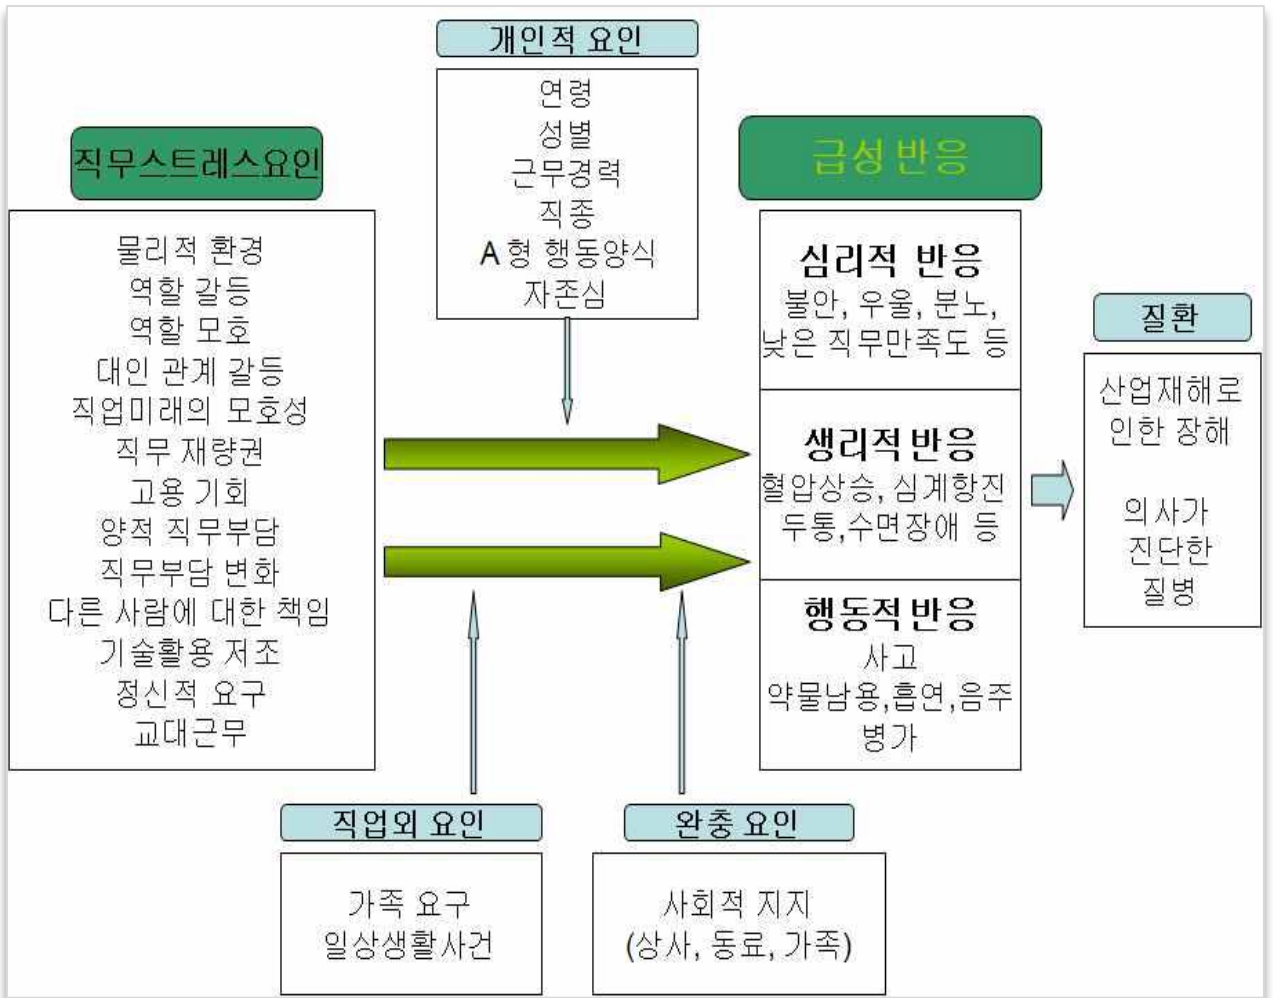 개인적 요인
연령
성별
근무경력
직종
A 형 행동양식
자존심
직무스트레스요인
물리적 환경
역할 갈등
역할 모호
대인 관계 갈등
직업미래의 모호성
직무 재량권
고용 기회
양적 직무부담
직무부담 변화
다른 사람에 대한 책임
기술활용 저조
정신적 요구
교대근무
급성 반응
심리적 반응
불안, 우울, 분노,
낮은 직무만족도 등
생리적 반응
혈압상승, 심계항진
두통,수면장애 등
행동적 반응
사고
약물남용,흡연,음주
병가
질환
산업재해로
인한 장해
의사가
진단한
질병
직업외 요인
가족 요구
일상생활사건
완충 요인
사회적 지지
(상사, 동료, 가족)